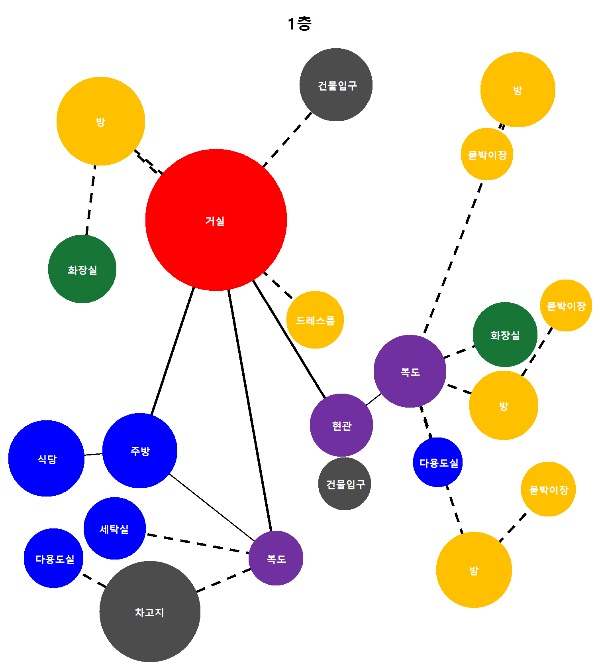 1층
건물입구
방
방
붙박이장
거실
화장실
드레스룸
붙박이장
화장실
복도
방
현관
주방
식당
다용도실
건물입구
붙박이장
세탁실
다용도실
복도
방
차고지